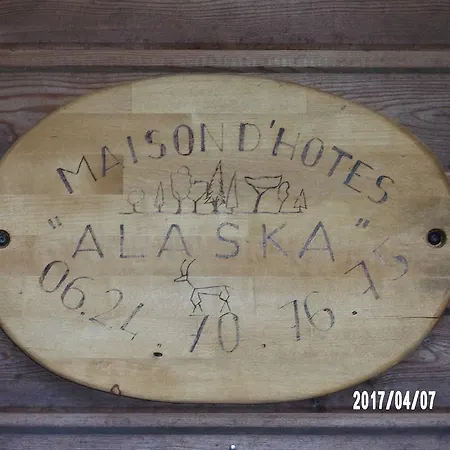 MAISON D'HOTES
"ALASKA"
06.24.70.16.75
2017/04/07